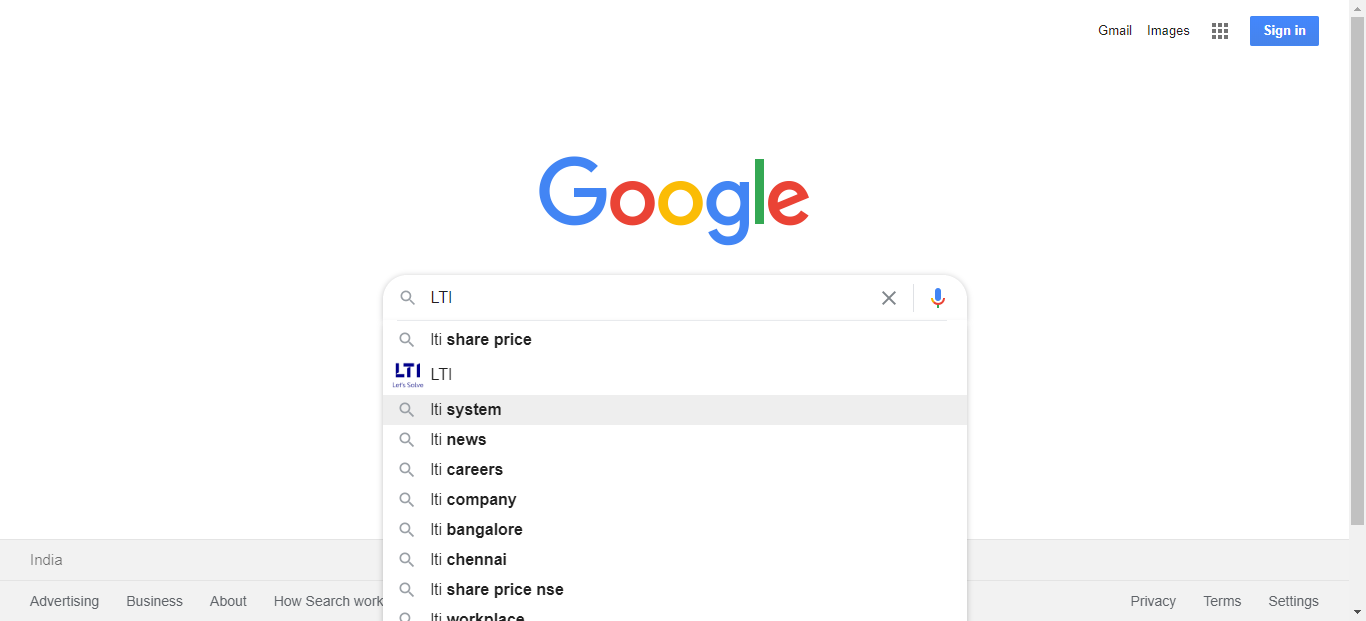 Gmail Images Sign in
Google
LTI
lti share price
LTI Let's Solve LTI
lti system
lti news
lti careers
lti company
lti bangalore
lti chennai
lti share price nse
lti workplace
India
Advertising Business About How Search work Privacy Terms Settings